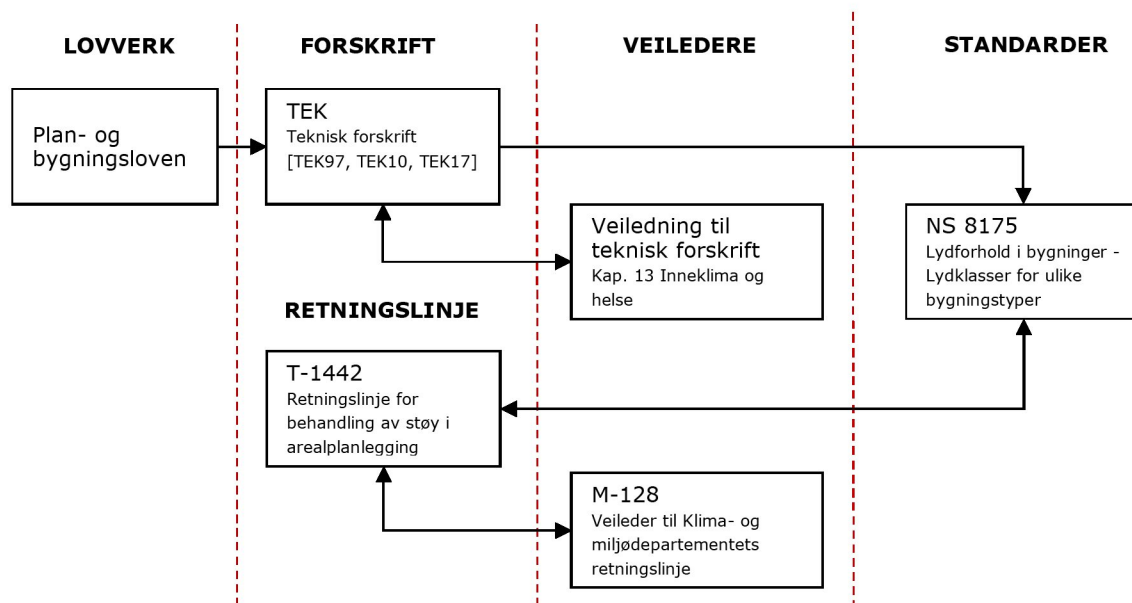 LOVVERK
FORSKRIFT
VEILEDERE
STANDARDER
Plan- og
bygningsloven
TEK
Teknisk forskrift
[TEK97, TEK10, TEK17]
Veiledning til
teknisk forskrift
Kap. 13 Inneklima og
helse
NS 8175
Lydforhold i bygninger -
Lydklasser for ulike
bygningstyper
RETNINGSLINJE
T-1442
Retningslinje for
behandling av støy i
arealplanlegging
M-128
Veileder til Klima- og
miljødepartementets
retningslinje